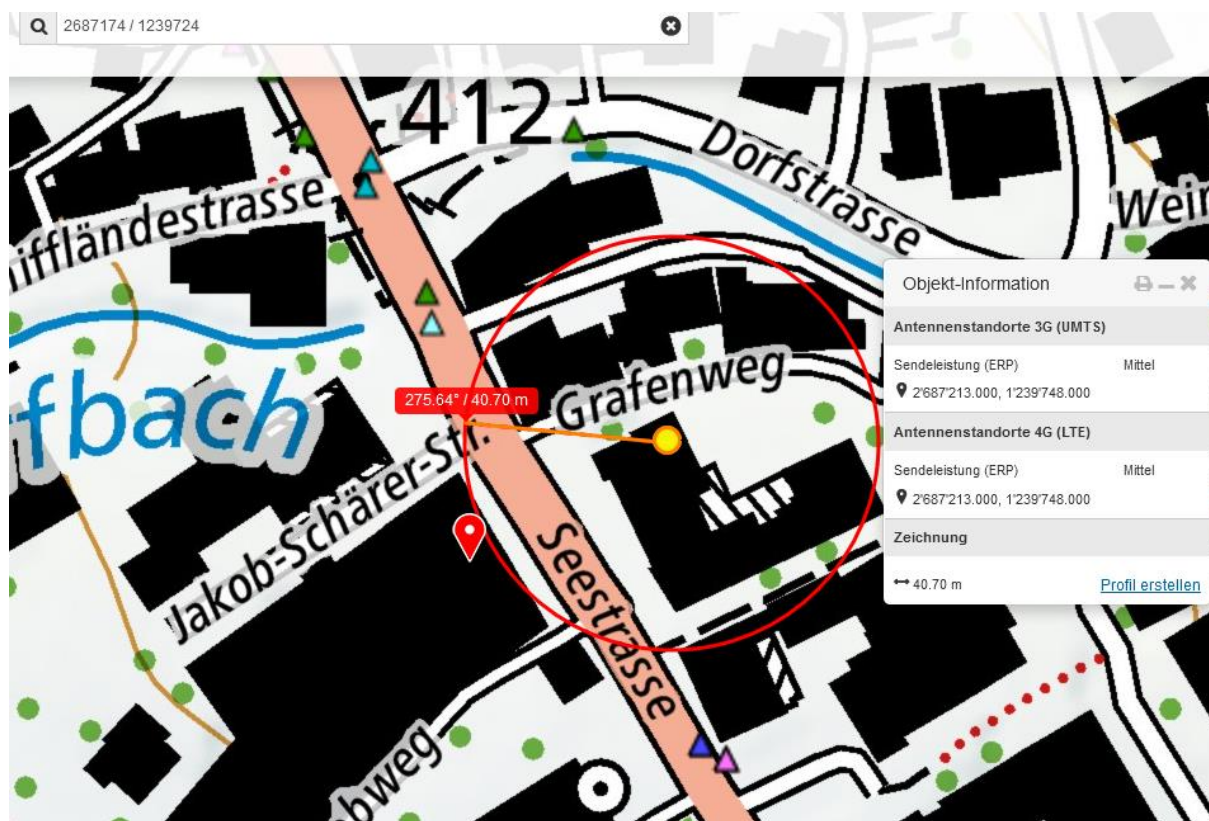 2687174 / 1239724
412
Dorfstrasse
iffländestrasse
Wein
Objekt-Information
Antennenstandorte 3G (UMTS)
Sendeleistung (ERP) Mittel
2'687'213.000, 1'239'748.000
Antennenstandorte 4G (LTE)
Sendeleistung (ERP) Mittel
2'687'213.000, 1'239'748.000
Zeichnung
40.70 m Profil erstellen
275.64° / 40.70 m
Grafenweg
fbach
Jakob-Schärer-Str.
Seestrasse
bweg